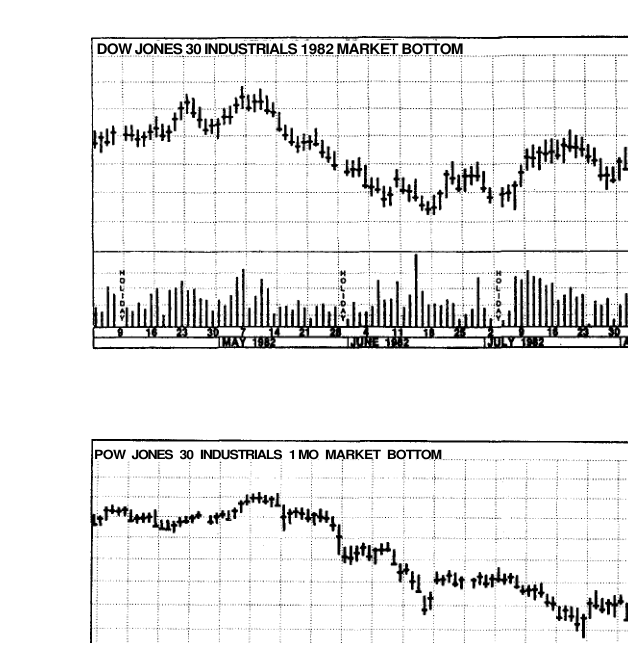 DOW JONES 30 INDUSTRIALS 1982 MARKET BOTTOM
HOLIDAY HOLIDAY HOLIDAY
9 16 23 30 7 14 21 28 4 11 18 25 2 9 16 23 30
MAY 1982 JUNE 1982 JULY 1982 A
POW JONES 30 INDUSTRIALS 1MO MARKET BOTTOM